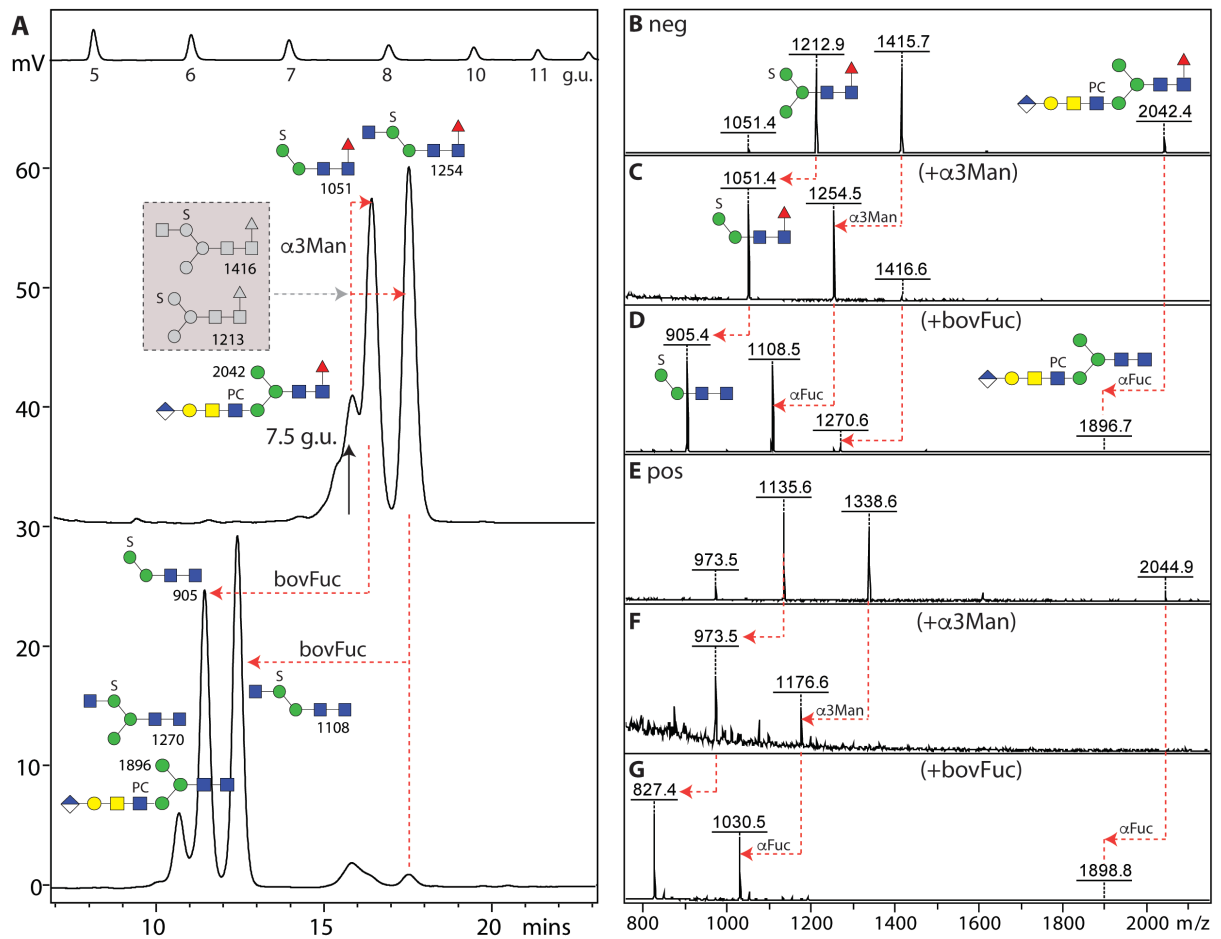 A
mV
5 6 7 8 10 11 g.u.
60
50
40
30
20
10
0
S
1051
S
1254
α3Man
S
1416
S
1213
2042
PC
7.5 g.u.
bovFuc
S
905
bovFuc
S
1270
S
1108
1896
PC
10 15 20 mins
B neg
1051.4
S
1212.9
1415.7
PC
2042.4
C (+α3Man)
1051.4
S
1254.5
α3Man
1416.6
D (+bovFuc)
905.4
S
1108.5
αFuc
1270.6
PC
αFuc
1896.7
E pos
973.5
1135.6
1338.6
2044.9
F (+α3Man)
973.5
1176.6
α3Man
G (+bovFuc)
827.4
1030.5
αFuc
αFuc
1898.8
800 1000 1200 1400 1600 1800 2000 m/z